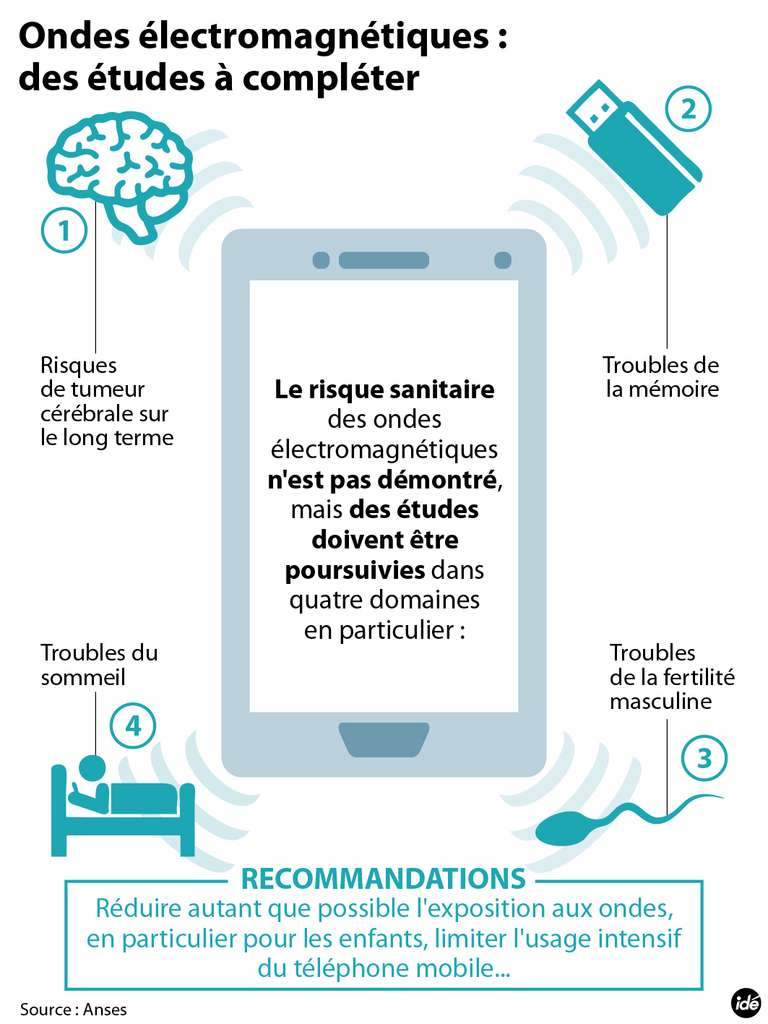 Ondes électromagnétiques :
des études à compléter
1
Risques
de tumeur
cérébrale sur
le long terme
2
Troubles de
la mémoire
Le risque sanitaire
des ondes
électromagnétiques
n'est pas démontré,
mais des études
doivent être
poursuivies dans
quatre domaines
en particulier :
Troubles
de la fertilité
masculine
3
Troubles du
sommeil
4
RECOMMANDATIONS
Réduire autant que possible l'exposition aux ondes,
en particulier pour les enfants, limiter l'usage intensif
du téléphone mobile...
Source : Anses
idé